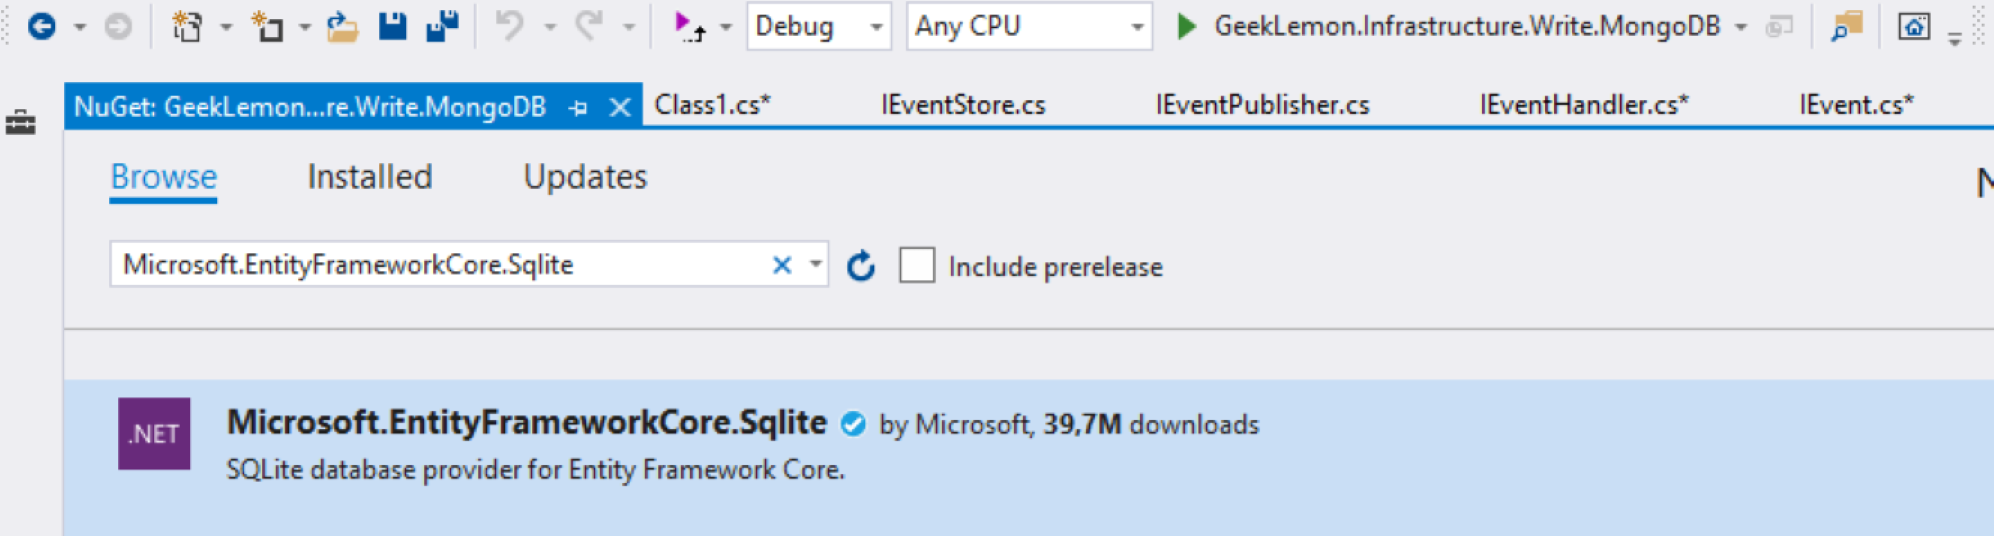 Debug Any CPU GeekLemon.Infrastructure.Write.MongoDB
NuGet: GeekLemon...re.Write.MongoDB Class1.cs* IEventStore.cs IEventPublisher.cs IEventHandler.cs* IEvent.cs*
Browse Installed Updates N
Microsoft.EntityFrameworkCore.Sqlite Include prerelease
.NET Microsoft.EntityFrameworkCore.Sqlite by Microsoft, 39,7M downloads
SQLite database provider for Entity Framework Core.